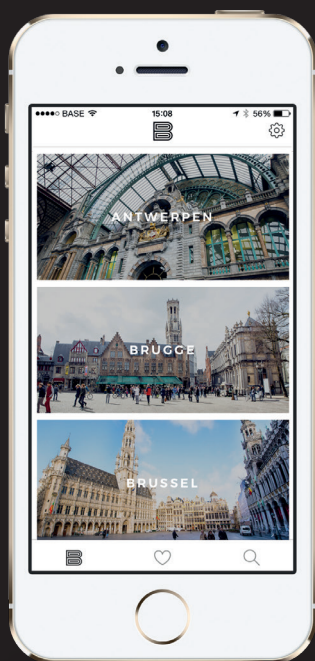 BASE 15:08 56%
B
ANTWERPEN
BRUGGE
BRUSSEL
B